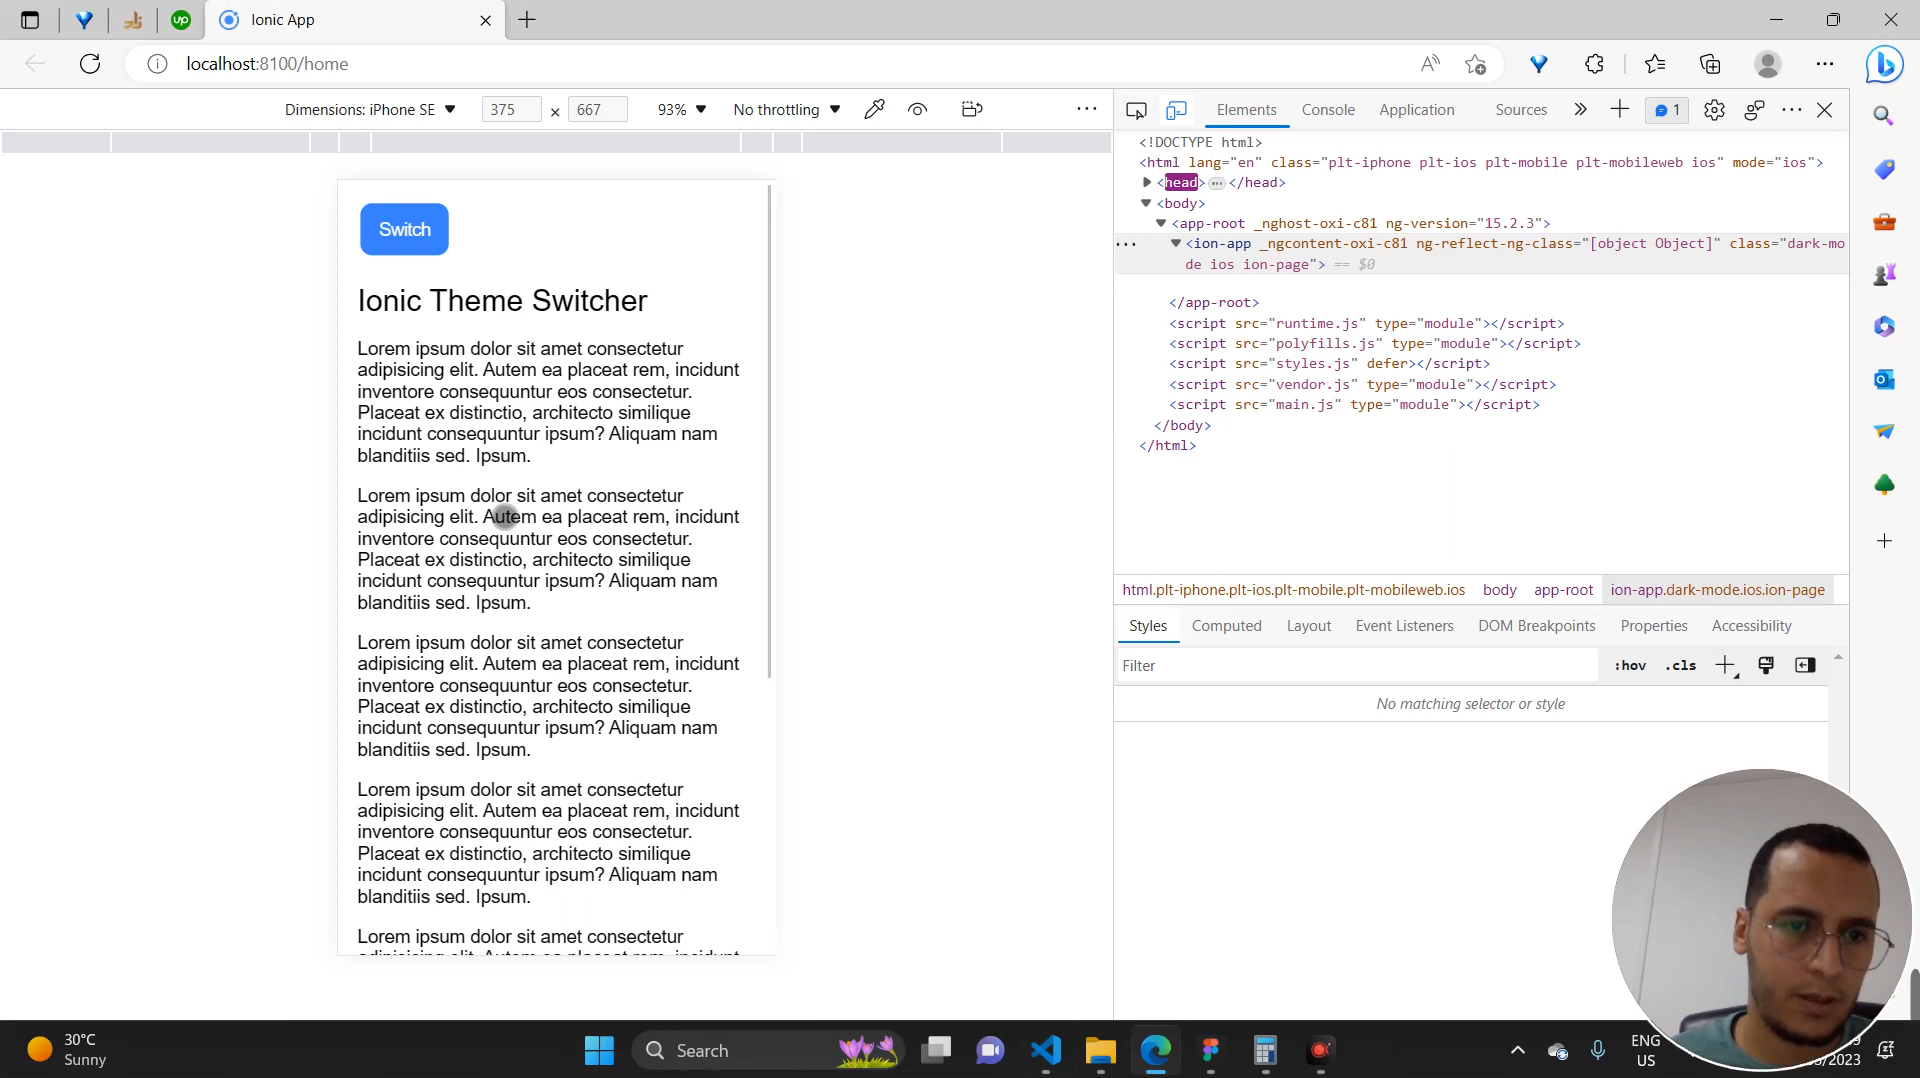 Ionic App
localhost:8100/home
Dimensions: iPhone SE
375 x 667
93%
No throttling
Elements
Console
Application
Sources
1
Switch
Ionic Theme Switcher
Lorem ipsum dolor sit amet consectetur
adipisicing elit. Autem ea placeat rem, incidunt
inventore consequuntur eos consectetur.
Placeat ex distinctio, architecto similique
incidunt consequuntur ipsum? Aliquam nam
blanditiis sed. Ipsum.
Lorem ipsum dolor sit amet consectetur
adipisicing elit. Autem ea placeat rem, incidunt
inventore consequuntur eos consectetur.
Placeat ex distinctio, architecto similique
incidunt consequuntur ipsum? Aliquam nam
blanditiis sed. Ipsum.
Lorem ipsum dolor sit amet consectetur
adipisicing elit. Autem ea placeat rem, incidunt
inventore consequuntur eos consectetur.
Placeat ex distinctio, architecto similique
incidunt consequuntur ipsum? Aliquam nam
blanditiis sed. Ipsum.
Lorem ipsum dolor sit amet consectetur
adipisicing elit. Autem ea placeat rem, incidunt
inventore consequuntur eos consectetur.
Placeat ex distinctio, architecto similique
incidunt consequuntur ipsum? Aliquam nam
blanditiis sed. Ipsum.
Lorem ipsum dolor sit amet consectetur
adipisicing elit. Autem ea placeat rem, incidunt
<!DOCTYPE html>
<html lang="en" class="plt-iphone plt-ios plt-mobile plt-mobileweb ios" mode="ios">
<head> </head>
<body>
<app-root _nghost-oxi-c81 ng-version="15.2.3">
<ion-app _ngcontent-oxi-c81 ng-reflect-ng-class="[object Object]" class="dark-mo
de ios ion-page"> == $0
</app-root>
<script src="runtime.js" type="module"></script>
<script src="polyfills.js" type="module"></script>
<script src="styles.js" defer></script>
<script src="vendor.js" type="module"></script>
<script src="main.js" type="module"></script>
</body>
</html>
html.plt-iphone.plt-ios.plt-mobile.plt-mobileweb.ios body app-root ion-app.dark-mode.ios.ion-page
Styles Computed Layout Event Listeners DOM Breakpoints Properties Accessibility
Filter
:hov .cls
No matching selector or style
30°C
Sunny
Search
ENG
US
/2023